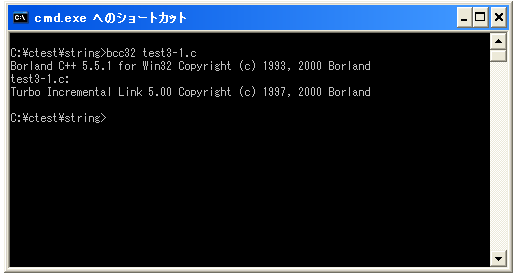 cmd.exe へのショートカット
C:¥ctest¥string>bcc32 test3-1.c
Borland C++ 5.5.1 for Win32 Copyright (c) 1993, 2000 Borland
test3-1.c:
Turbo Incremental Link 5.00 Copyright (c) 1997, 2000 Borland
C:¥ctest¥string>